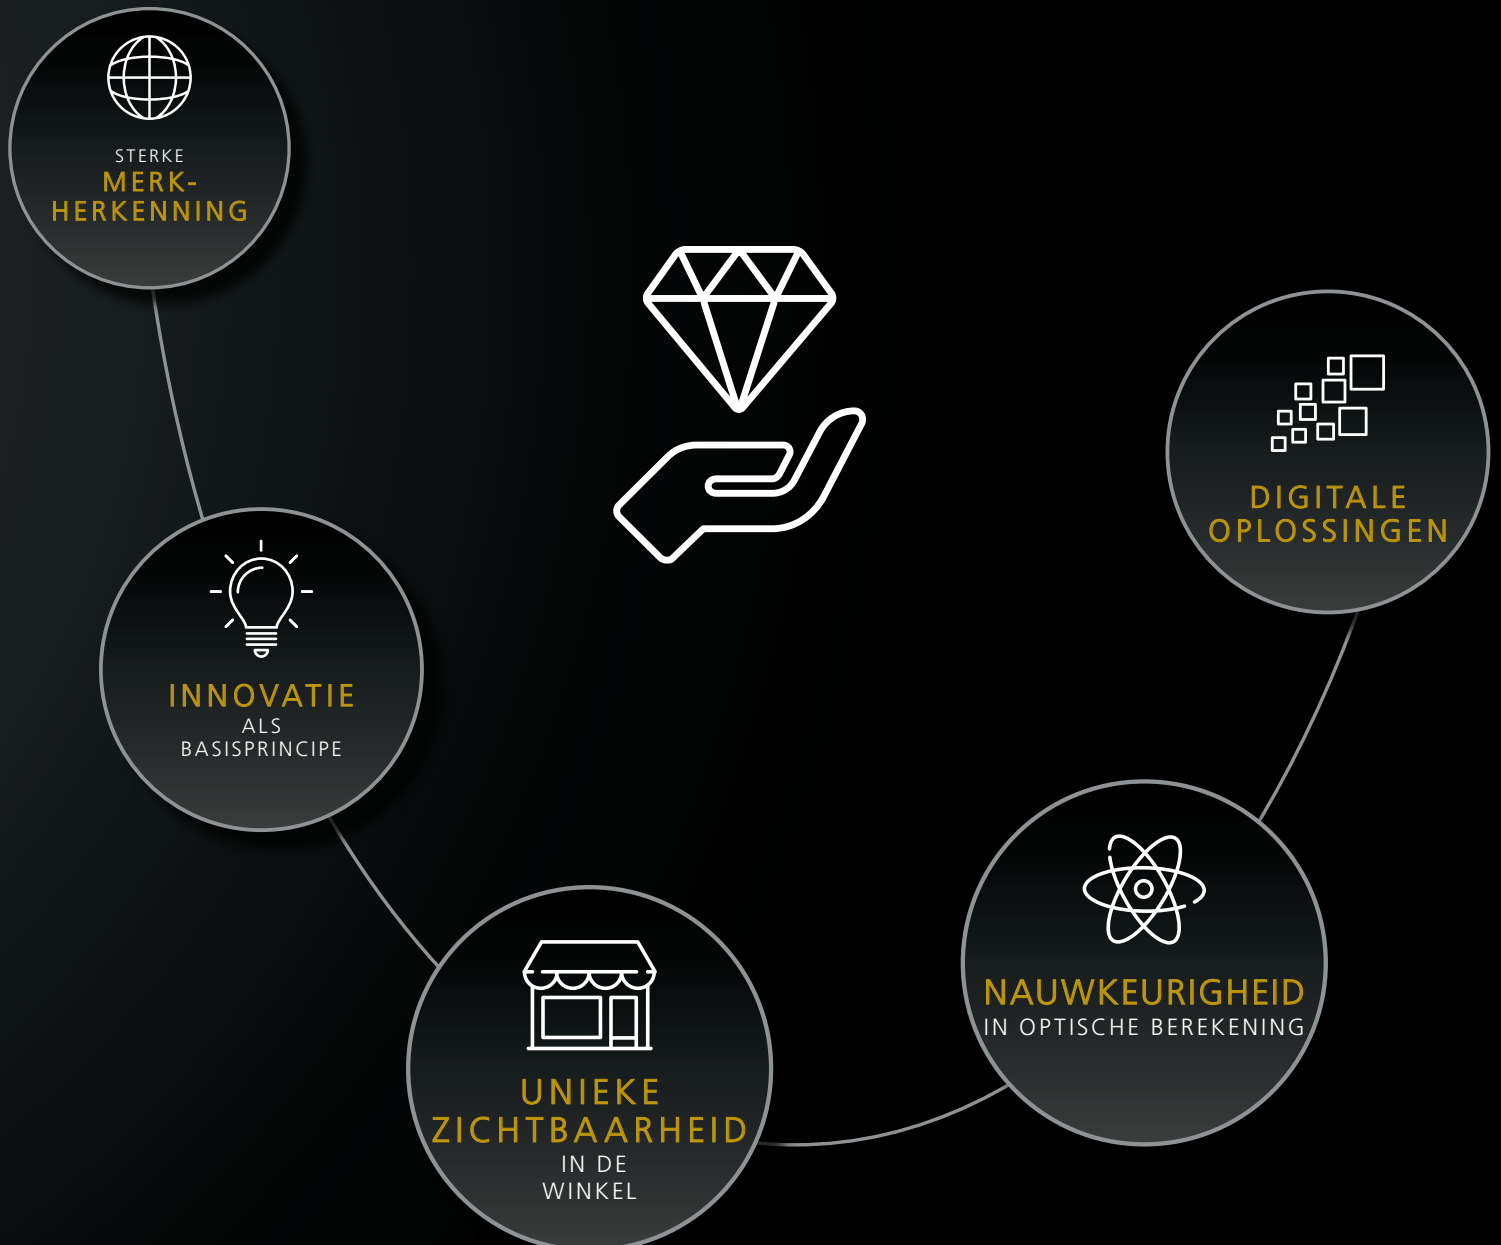 STERKE
MERK-
HERKENNING
INNOVATIE
ALS
BASISPRINCIPE
UNIEKE
ZICHTBAARHEID
IN DE
WINKEL
NAUWKEURIGHEID
IN OPTISCHE BEREKENING
DIGITALE
OPLOSSINGEN